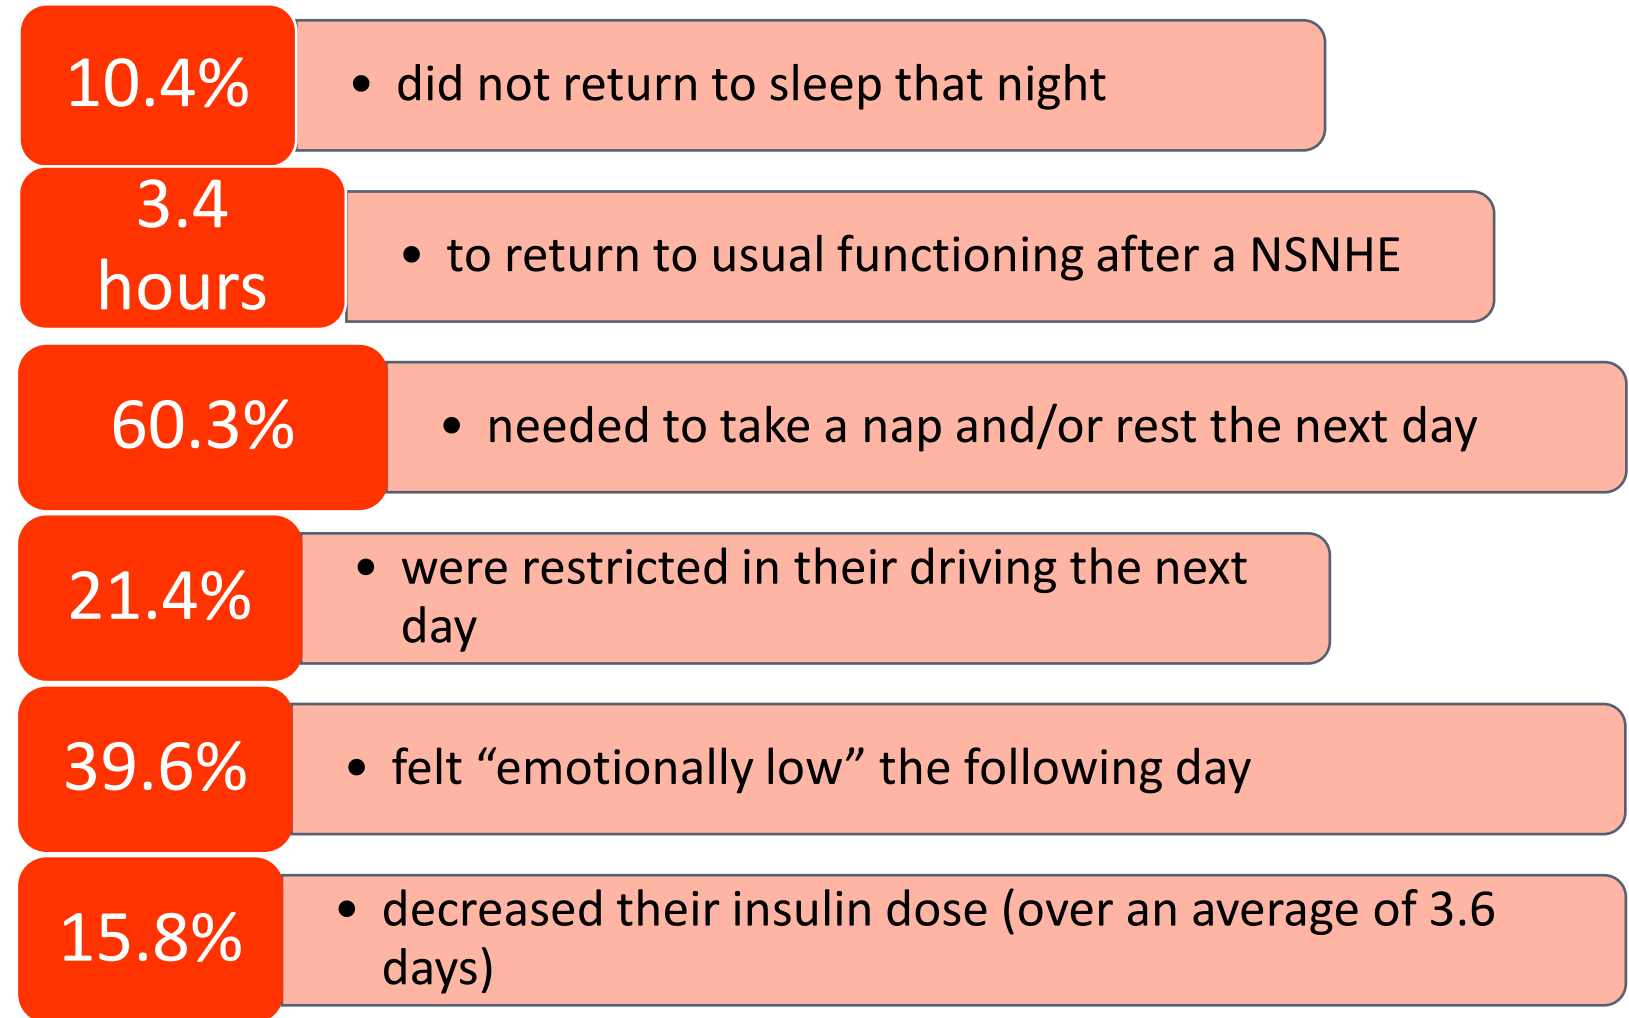 10.4%
• did not return to sleep that night
3.4
hours
• to return to usual functioning after a NSNHE
60.3%
• needed to take a nap and/or rest the next day
21.4%
• were restricted in their driving the next
day
39.6%
• felt “emotionally low” the following day
15.8%
• decreased their insulin dose (over an average of 3.6
days)